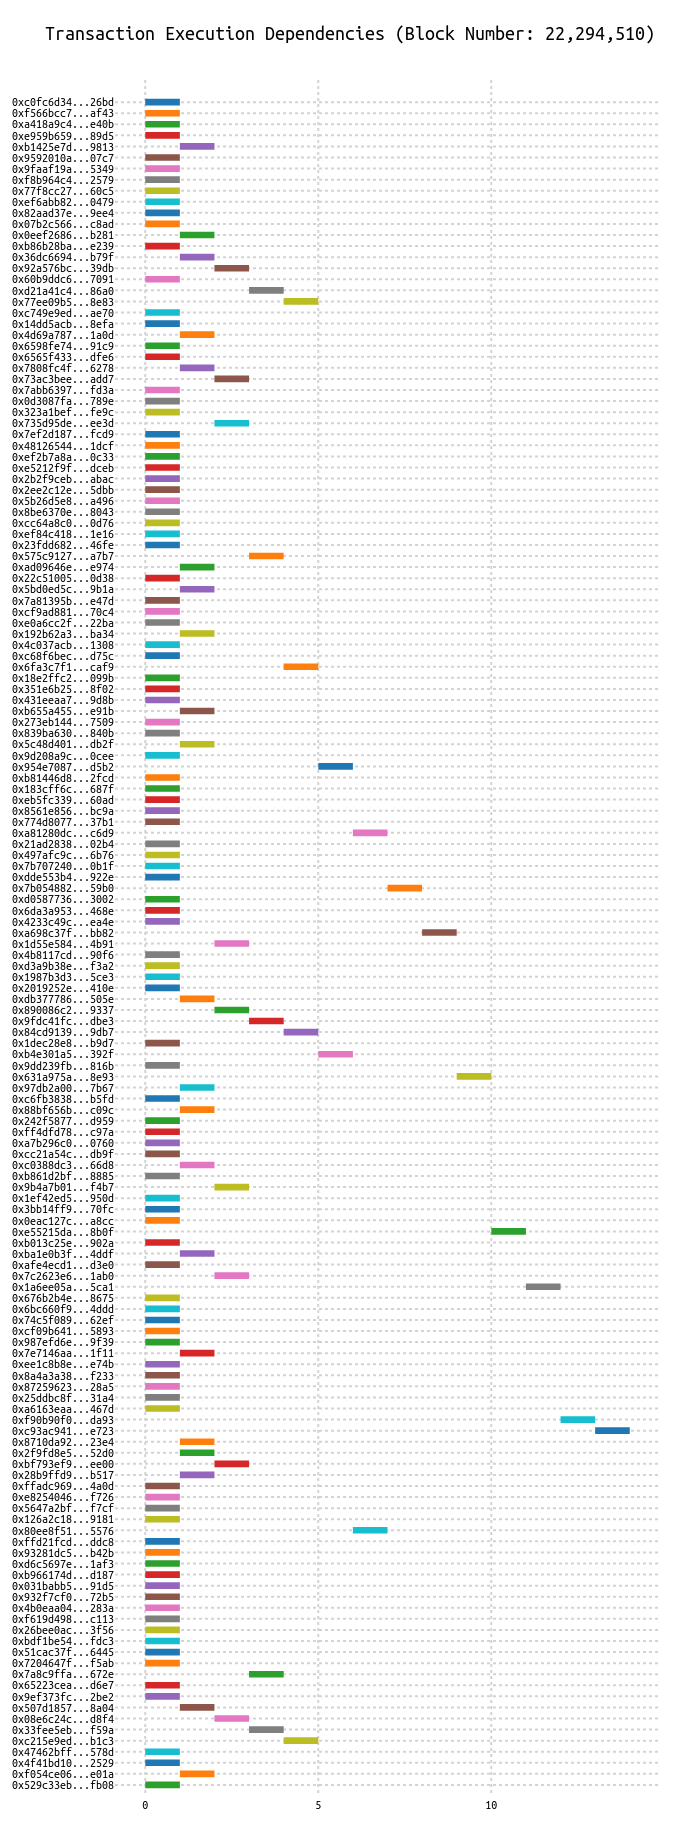 Transaction Execution Dependencies (Block Number: 22,294,510)
0xc0fc6d34...26bd
0xf566bcc7...af43
0xa418a9c4...e40b
0xe959b659...89d5
0xb1425e7d...9813
0x9592010a...07c7
0x9faaf19a...5349
0xf8b964c4...2579
0x77f8cc27...60c5
0xef6abb82...0479
0x82aad37e...9ee4
0x07b2c566...c8ad
0x0eef2686...b281
0xb86b28ba...e239
0x36dc6694...b79f
0x92a576bc...39db
0x60b9ddc6...7091
0xd21a41c4...86a0
0x77ee09b5...8e83
0xc749e9ed...ae70
0x14dd5acb...8efa
0x4d69a787...1a0d
0x6598fe74...91c9
0x6565f433...dfe6
0x7808fc4f...6278
0x73ac3bee...add7
0x7abb6397...fd3a
0x0d3087fa...789e
0x323a1bef...fe9c
0x735d95de...ee3d
0x7ef2d187...fcd9
0x48126544...1dcf
0xef2b7a8a...0c33
0xe5212f9f...dceb
0x2b2f9ceb...abac
0x2ee2c12e...5dbb
0x5b26d5e8...a496
0x8be6370e...8043
0xcc64a8c0...0d76
0xef84c418...1e16
0x23fdd682...46fe
0x575c9127...a7b7
0xad09646e...e974
0x22c51005...0d38
0x5bd0ed5c...9b1a
0x7a81395b...e47d
0xcf9ad881...70c4
0xe0a6cc2f...22ba
0x192b62a3...ba34
0x4c037acb...1308
0xc68f6bec...d75c
0x6fa3c7f1...caf9
0x18e2ffc2...099b
0x351e6b25...8f02
0x431eeaa7...9d8b
0xb655a455...e91b
0x273eb144...7509
0x839ba630...840b
0x5c48d401...db2f
0x9d208a9c...0cee
0x954e7087...d5b2
0xb81446d8...2fcd
0x183cff6c...687f
0xeb5fc339...60ad
0x8561e856...bc9a
0x774d8077...37b1
0xa81280dc...c6d9
0x21ad2838...02b4
0x497afc9c...6b76
0x7b707240...0b1f
0xdde553b4...922e
0x7b054882...59b0
0xd0587736...3002
0x6da3a953...468e
0x4233c49c...ea4e
0xa698c37f...bb82
0x1d55e584...4b91
0x4b8117cd...90f6
0xd3a9b38e...f3a2
0x1987b3d3...5ce3
0x2019252e...410e
0xdb377786...505e
0x890086c2...9337
0x9fdc41fc...dbe3
0x84cd9139...9db7
0x1dec28e8...b9d7
0xb4e301a5...392f
0x9dd239fb...816b
0x631a975a...8e93
0x97db2a00...7b67
0xc6fb3838...b5fd
0x88bf656b...c09c
0x242f5877...d959
0xff4dfd78...c97a
0xa7b296c0...0760
0xcc21a54c...db9f
0xc0388dc3...66d8
0xb861d2bf...8885
0x9b4a7b01...f4b7
0x1ef42ed5...950d
0x3bb14ff9...70fc
0x0eac127c...a8cc
0xe55215da...8b0f
0xb013c25e...902a
0xba1e0b3f...4ddf
0xafe4ecd1...d3e0
0x7c2623e6...1ab0
0x1a6ee05a...5ca1
0x676b2b4e...8675
0x6bc660f9...4ddd
0x74c5f089...62ef
0xcf09b641...5893
0x987efd6e...9f39
0x7e7146aa...1f11
0xee1c8b8e...e74b
0x8a4a3a38...f233
0x87259623...28a5
0x25ddbc8f...31a4
0xa6163eaa...467d
0xf90b90f0...da93
0xc93ac941...e723
0x8710da92...23e4
0x2f9fd8e5...52d0
0xbf793ef9...ee00
0x28b9ffd9...b517
0xffadc969...4a0d
0xe8254046...f726
0x5647a2bf...f7cf
0x126a2c18...9181
0x80ee8f51...5576
0xffd21fcd...ddc8
0x93281dc5...b42b
0xd6c5697e...1af3
0xb966174d...d187
0x031babb5...91d5
0x932f7cf0...72b5
0x4b0eaa04...283a
0xf619d498...c113
0x26bee0ac...3f56
0xbdf1be54...fdc3
0x51cac37f...6445
0x7204647f...f5ab
0x7a8c9ffa...672e
0x65223cea...d6e7
0x9ef373fc...2be2
0x507d1857...8a04
0x08e6c24c...d8f4
0x33fee5eb...f59a
0xc215e9ed...b1c3
0x47462bff...578d
0x4f41bd10...2529
0xf054ce06...e01a
0x529c33eb...fb08
0 5 10